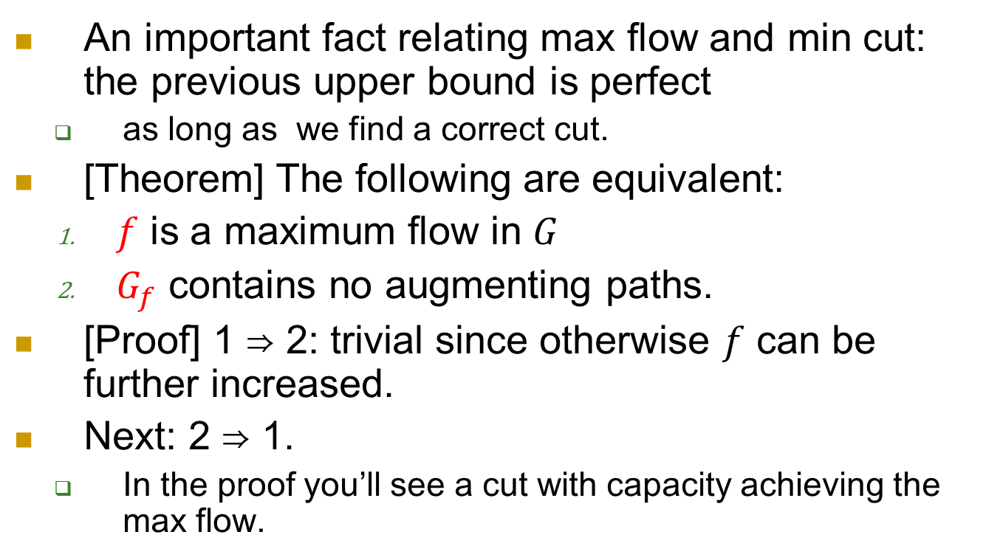 An important fact relating max flow and min cut:
the previous upper bound is perfect
as long as  we find a correct cut.
[Theorem] The following are equivalent:
1. 𝑓 is a maximum flow in 𝐺
2. 𝐺𝑓 contains no augmenting paths.
[Proof] 1 ⇒ 2: trivial since otherwise 𝑓 can be
further increased.
Next: 2 ⇒ 1.
In the proof you’ll see a cut with capacity achieving the
max flow.